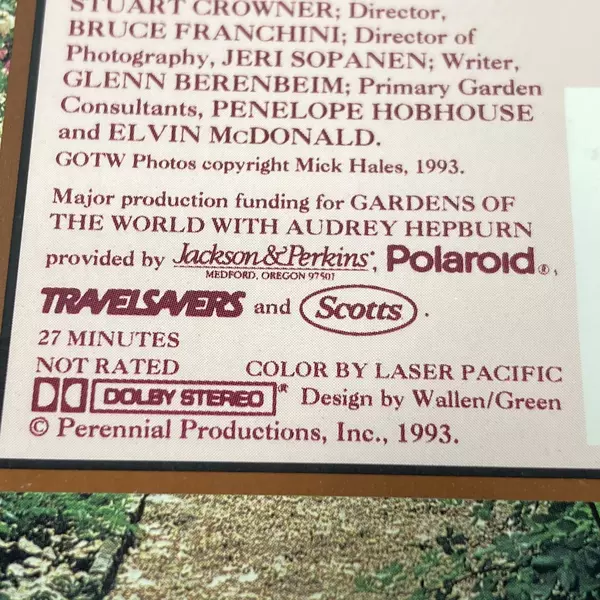 STUART CROWNER; Director,
BRUCE FRANCHINI; Director of
Photography, JERI SOPANEN; Writer,
GLENN BERENBEIM; Primary Garden
Consultants, PENELOPE HOBHOUSE
and ELVIN McDONALD.
GOTW Photos copyright Mick Hales, 1993.
Major production funding for GARDENS OF
THE WORLD WITH AUDREY HEPBURN
provided by Jackson & Perkins®, Polaroid®,
MEDFORD, OREGON 97501
TRAVELSAVERS and Scotts.
27 MINUTES
NOT RATED COLOR BY LASER PACIFIC
DOLBY STEREO ® Design by Wallen/Green
© Perennial Productions, Inc., 1993.